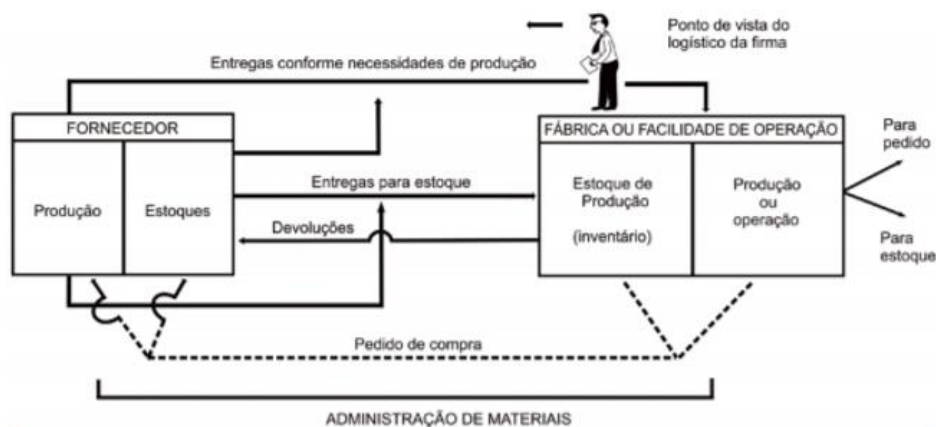 Ponto de vista do
logístico da firma
Entregas conforme necessidades de produção
FORNECEDOR
Produção
Estoques
Entregas para estoque
Devoluções
FÁBRICA OU FACILIDADE DE OPERAÇÃO
Estoque de
Produção
(inventário)
Produção
ou
operação
Para
pedido
Para
estoque
Pedido de compra
ADMINISTRAÇÃO DE MATERIAIS